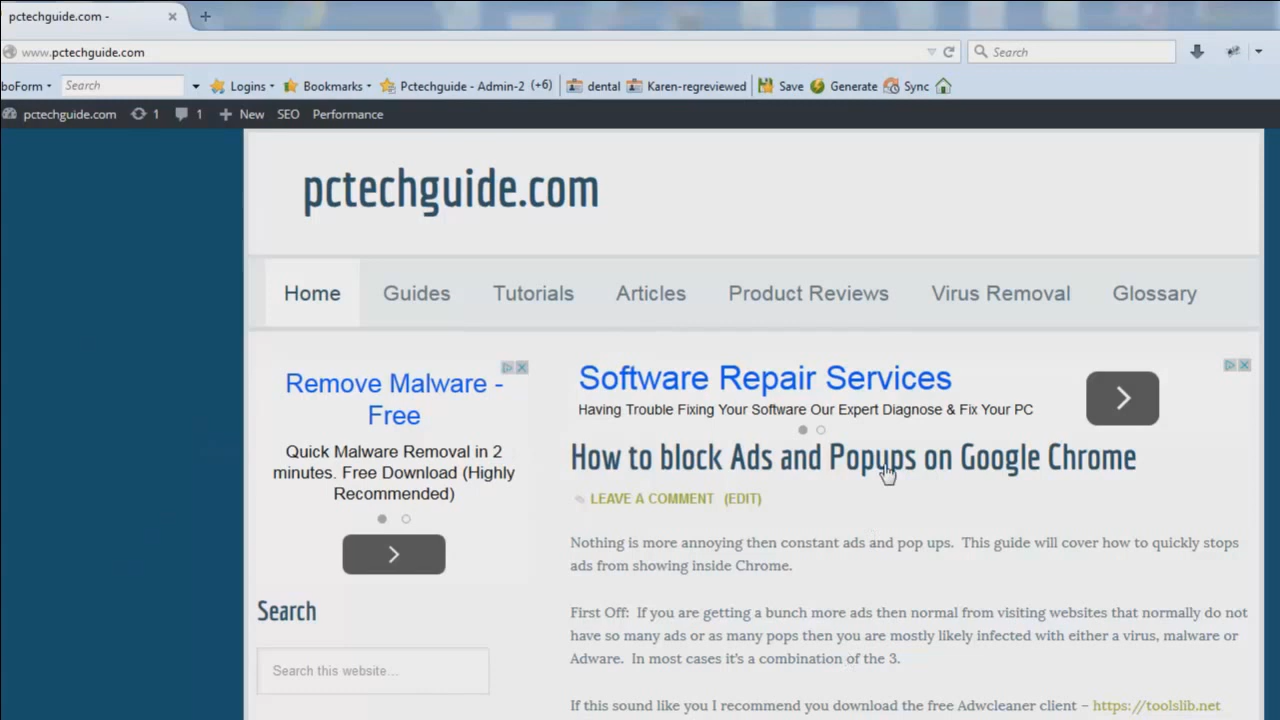 pctechguide.com -
www.pctechguide.com
Search
boForm
Search
Logins
Bookmarks
Pctechguide - Admin-2 (+6)
dental
Karen-regreviewed
Save
Generate
Sync
pctechguide.com
1
1
New
SEO
Performance
pctechguide.com
Home
Guides
Tutorials
Articles
Product Reviews
Virus Removal
Glossary
Remove Malware -
Free
Quick Malware Removal in 2
minutes. Free Download (Highly
Recommended)
Search
Search this website...
Software Repair Services
Having Trouble Fixing Your Software Our Expert Diagnose & Fix Your PC
How to block Ads and Popups on Google Chrome
LEAVE A COMMENT (EDIT)
Nothing is more annoying then constant ads and pop ups. This guide will cover how to quickly stops
ads from showing inside Chrome.
First Off: If you are getting a bunch more ads then normal from visiting websites that normally do not
have so many ads or as many pops then you are mostly likely infected with either a virus, malware or
Adware. In most cases it's a combination of the 3.
If this sound like you I recommend you download the free Adwcleaner client – https://toolslib.net